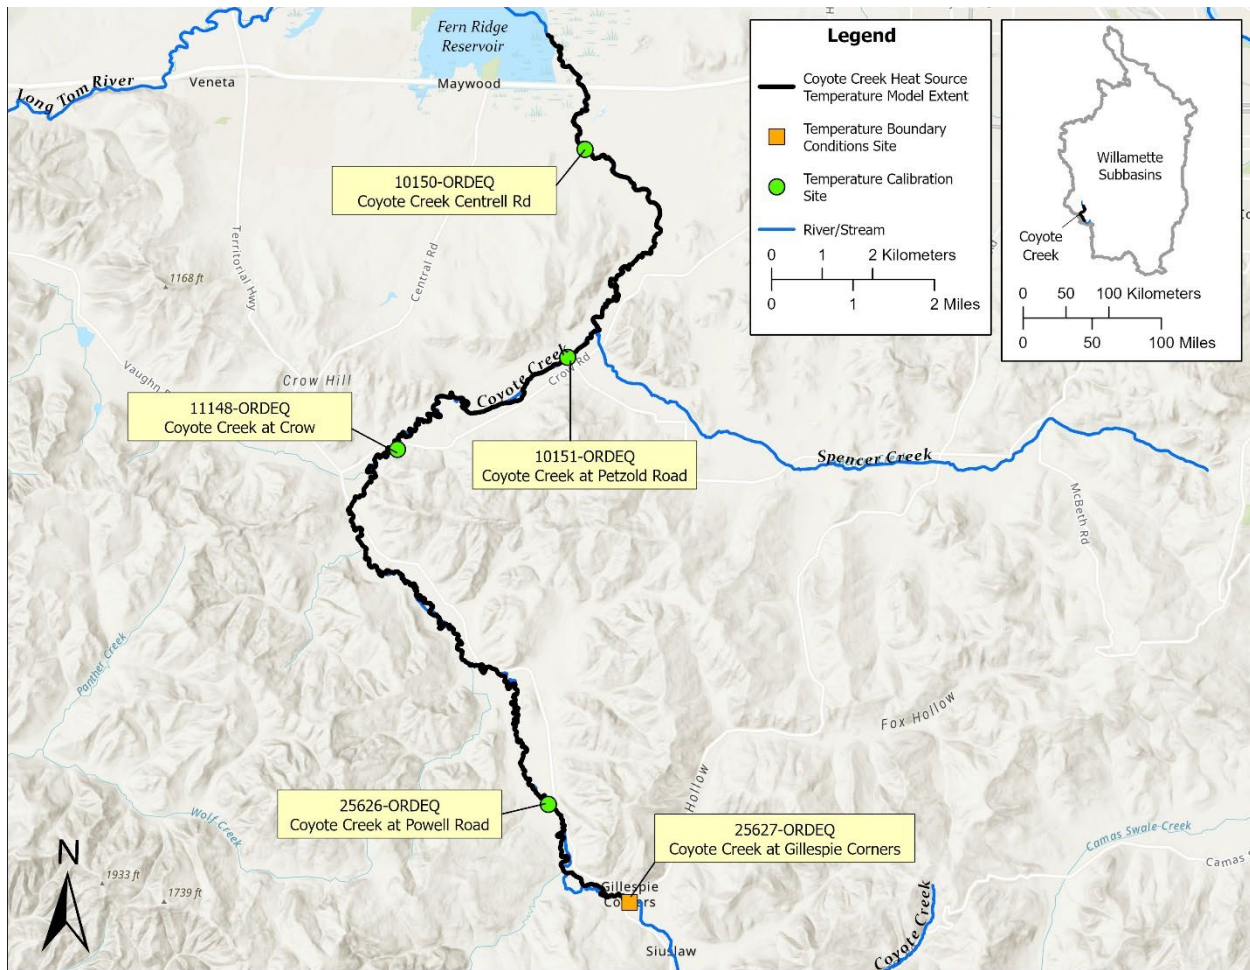 Fern Ridge
Reservoir
Long Tom River
Veneta
Maywood
10150-ORDEQ
Coyote Creek Centrell Rd
Territorial Hwy
Central Rd
1168 ft
Crow Hill
Coyote Creek
Crow Rd
11148-ORDEQ
Coyote Creek at Crow
10151-ORDEQ
Coyote Creek at Petzold Road
Spencer Creek
McBeth Rd
Panther Creek
Fox Hollow
Hollow
25626-ORDEQ
Coyote Creek at Powell Road
Wolf Creek
25627-ORDEQ
Coyote Creek at Gillespie Corners
Camas Swale Creek
Gillespie
Siuslaw
Coyote Creek
1933 ft
1739 ft
N
Legend
Coyote Creek Heat Source
Temperature Model Extent
Temperature Boundary
Conditions Site
Temperature Calibration
Site
River/Stream
0 1 2 Kilometers
0 1 2 Miles
Willamette
Subbasins
Coyote
Creek
0 50 100 Kilometers
0 50 100 Miles